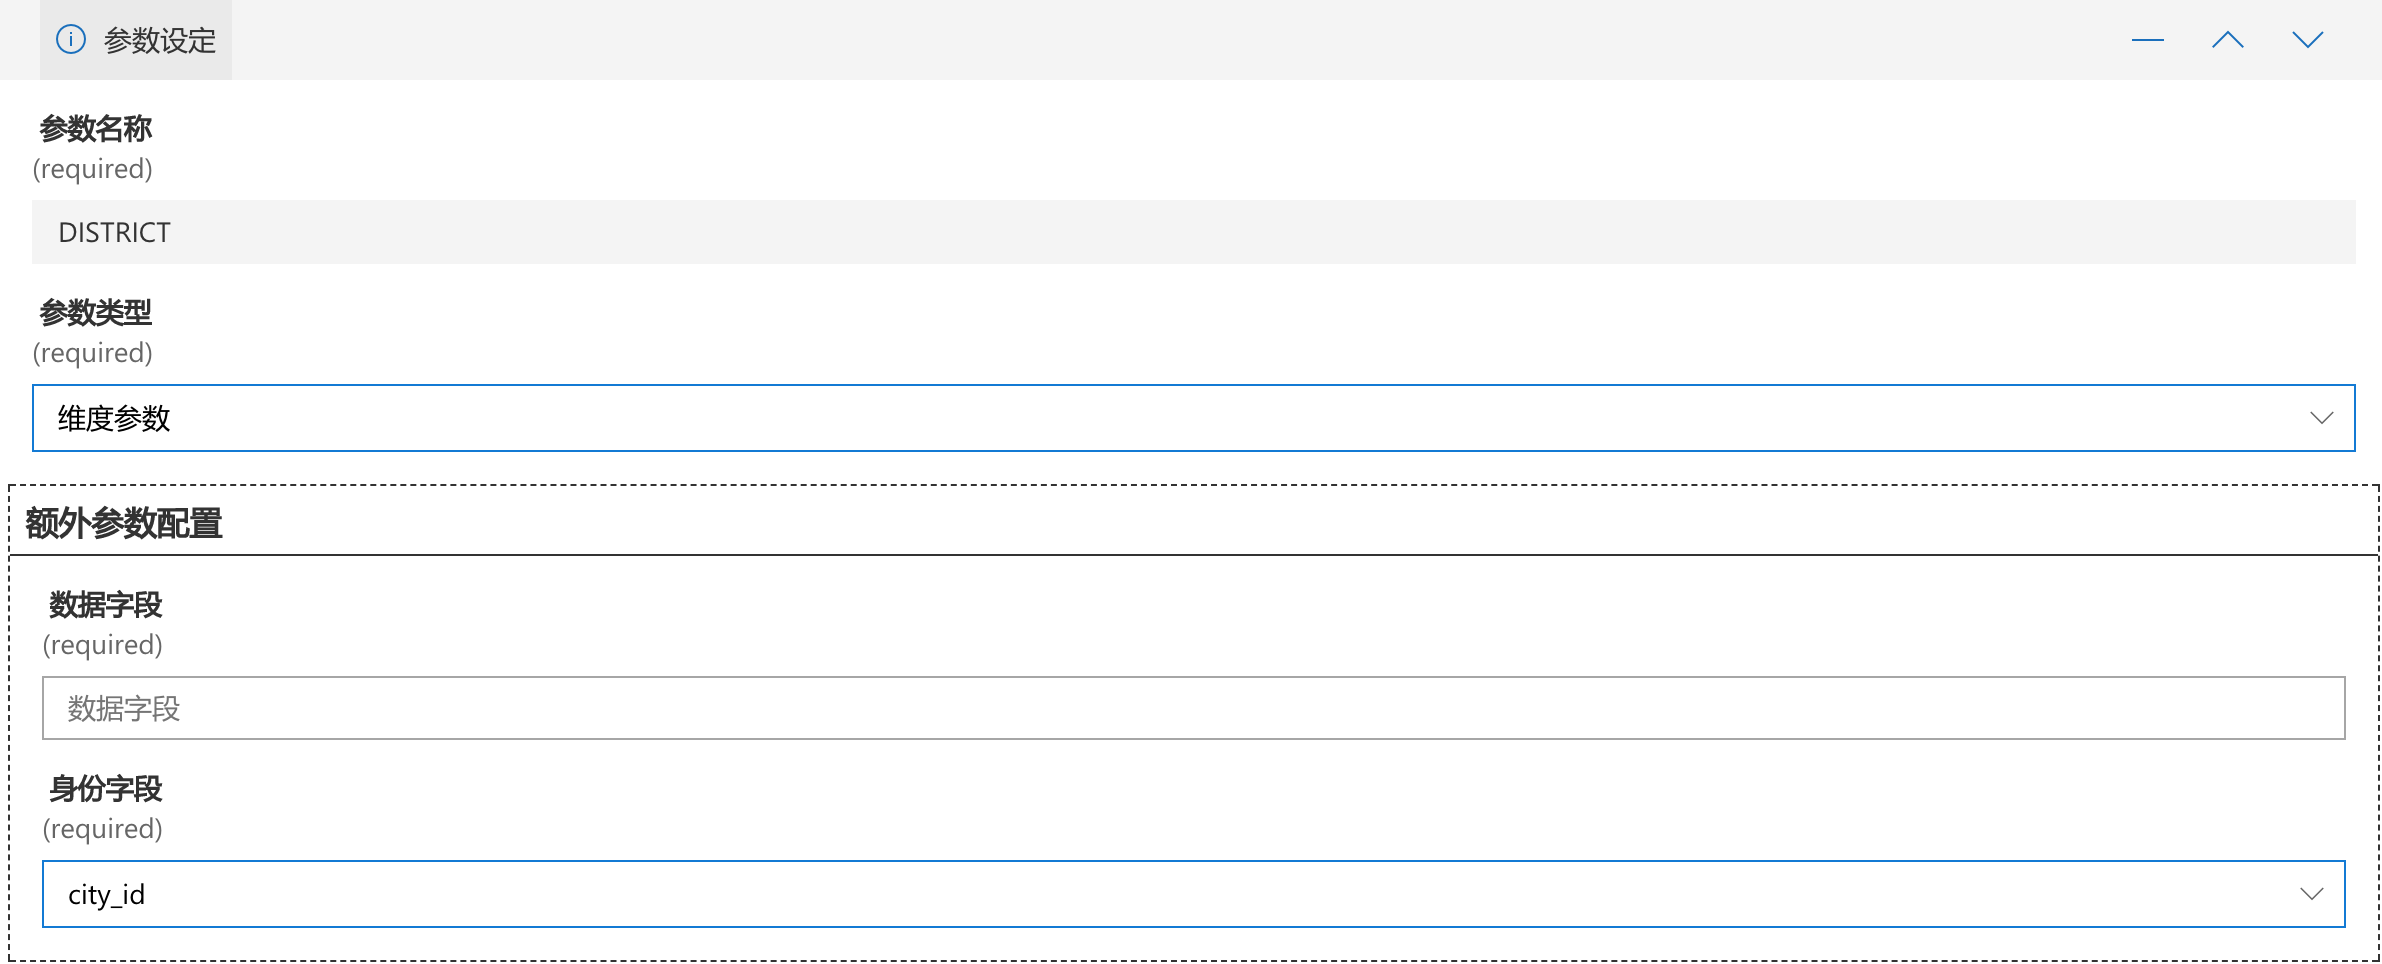 参数设定
参数名称
(required)
DISTRICT
参数类型
(required)
维度参数
额外参数配置
数据字段
(required)
数据字段
身份字段
(required)
city_id